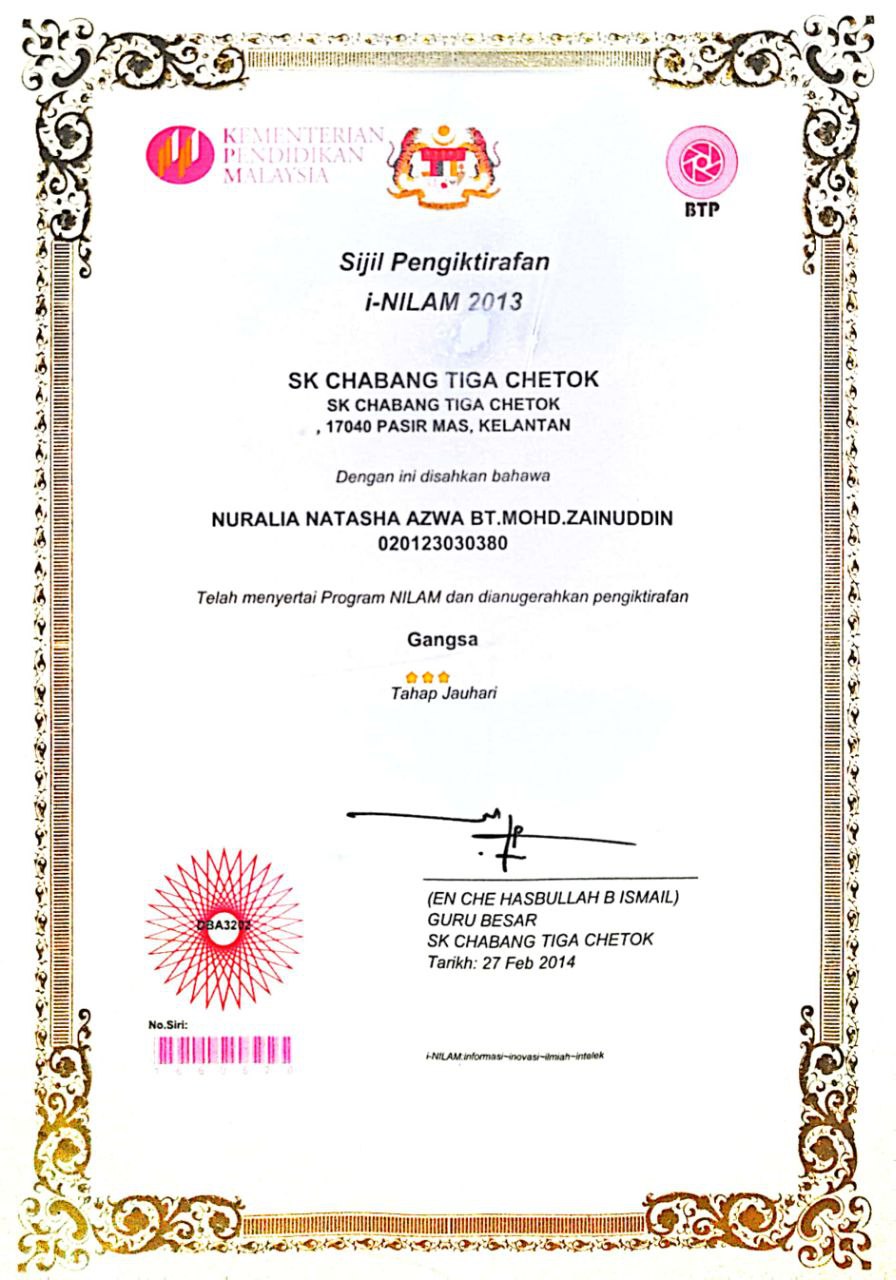 KEMENTERIAN
PENDIDIKAN
MALAYSIA
BTP
Sijil Pengiktirafan
i-NILAM 2013
SK CHABANG TIGA CHETOK
SK CHABANG TIGA CHETOK
, 17040 PASIR MAS, KELANTAN
Dengan ini disahkan bahawa
NURALIA NATASHA AZWA BT.MOHD.ZAINUDDIN
020123030380
Telah menyertai Program NILAM dan dianugerahkan pengiktirafan
Gangsa
Tahap Jauhari
(EN CHE HASBULLAH B ISMAIL)
GURU BESAR
SK CHABANG TIGA CHETOK
Tarikh: 27 Feb 2014
DBA3202
No.Siri:
i-NILAM:informasi~inovasi~ilmiah~intelek